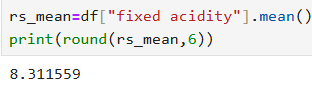 rs_mean=df["fixed acidity"].mean()
print(round(rs_mean,6))
8.311559